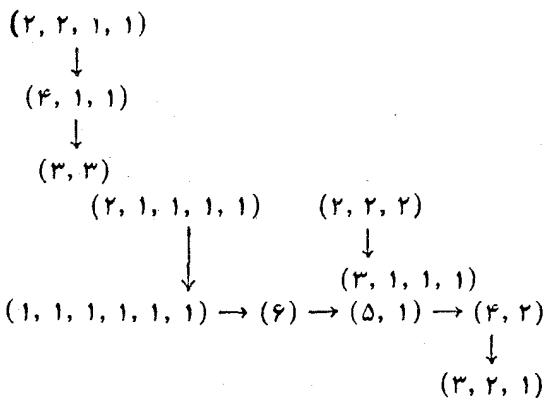 (۲, ۲, ۱, ۱)
↓
(۴, ۱, ۱)
↓
(۳, ۳)
(۲, ۱, ۱, ۱, ۱) (۲, ۲, ۲)
↓ ↓
(۳, ۱, ۱, ۱)
(۱, ۱, ۱, ۱, ۱, ۱) → (۶) → (۵, ۱) → (۴, ۲)
↓
(۳, ۲, ۱)